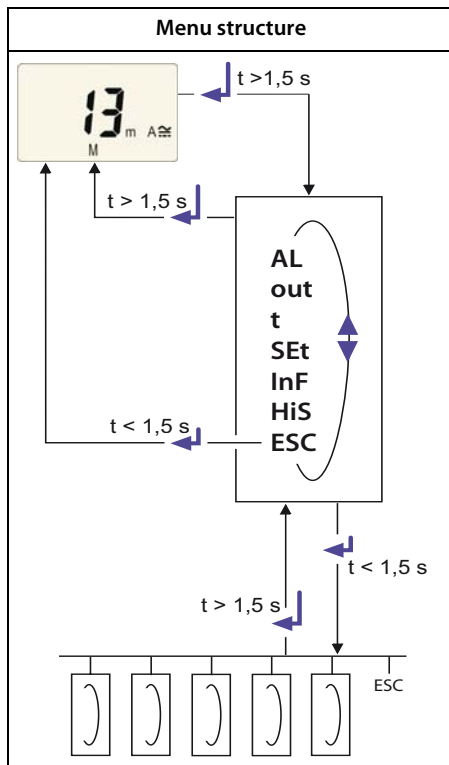 Menu structure
t >1,5 s
13 m A≅
M
t > 1,5 s
AL
out
t
SEt
InF
HiS
ESC
t < 1,5 s
t < 1,5 s
t > 1,5 s
ESC